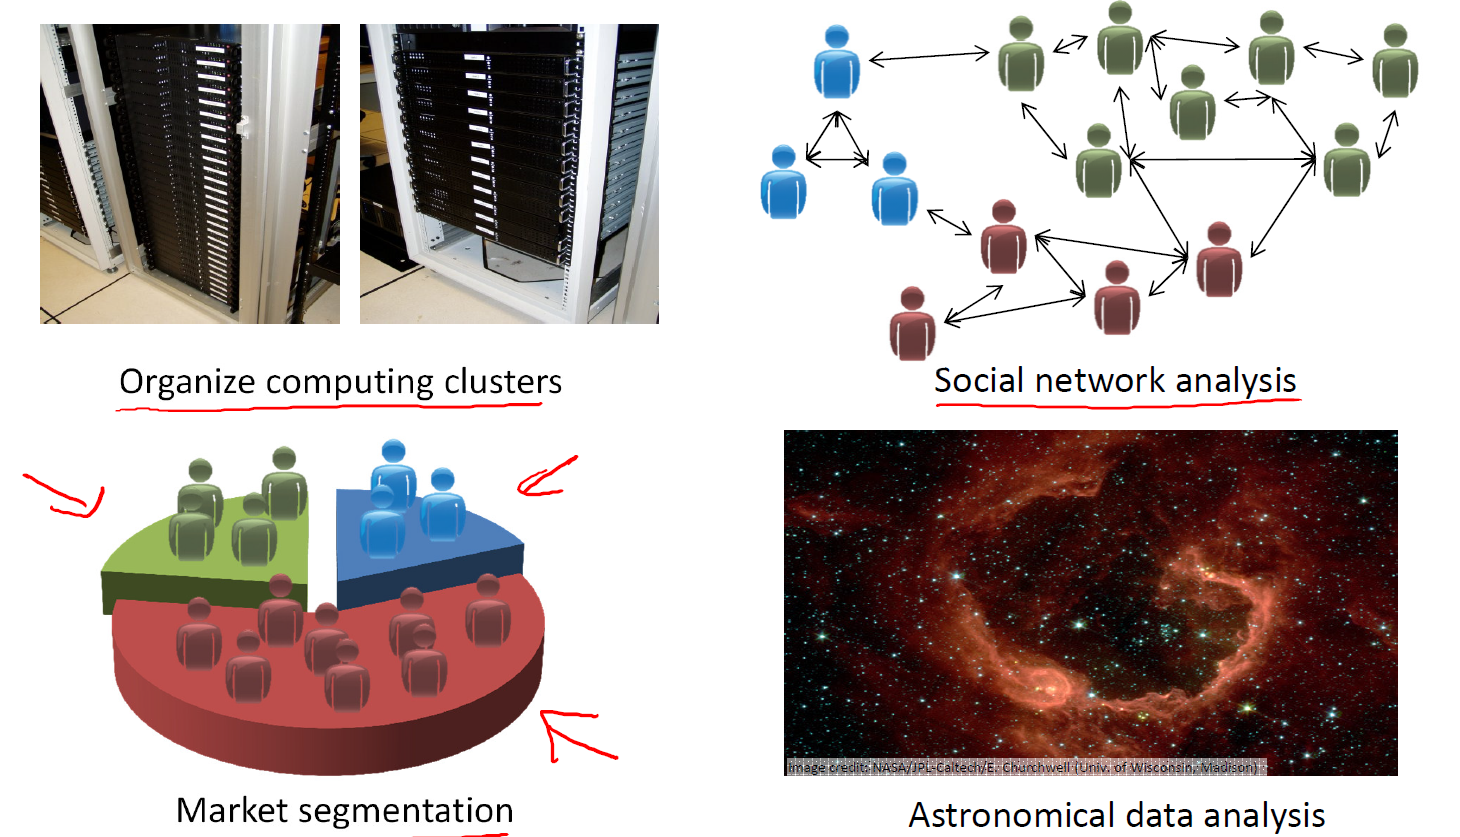 Organize computing clusters
Social network analysis
Image credit: NASA/JPL-Caltech/E. Churchwell (Univ. of Wisconsin, Madison)
Market segmentation
Astronomical data analysis